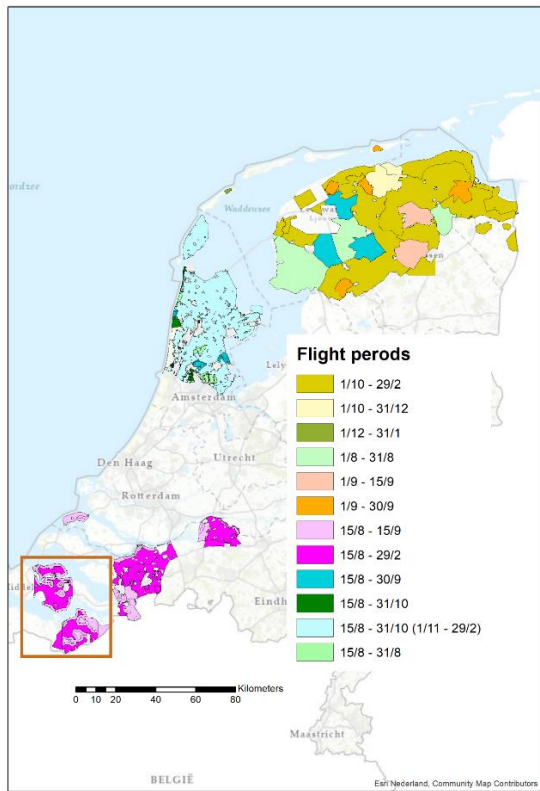 Waddenzee
Amsterdam
Den Haag
Utrecht
Rotterdam
Flight perods
1/10 - 29/2
1/10 - 31/12
1/12 - 31/1
1/8 - 31/8
1/9 - 15/9
1/9 - 30/9
15/8 - 15/9
15/8 - 29/2
15/8 - 30/9
15/8 - 31/10
15/8 - 31/10 (1/11 - 29/2)
15/8 - 31/8
Eindh
Kilometers
0 5 10 20 40 60 80
Maastricht
BELGIË
Esri Nederland, Community Map Contributors